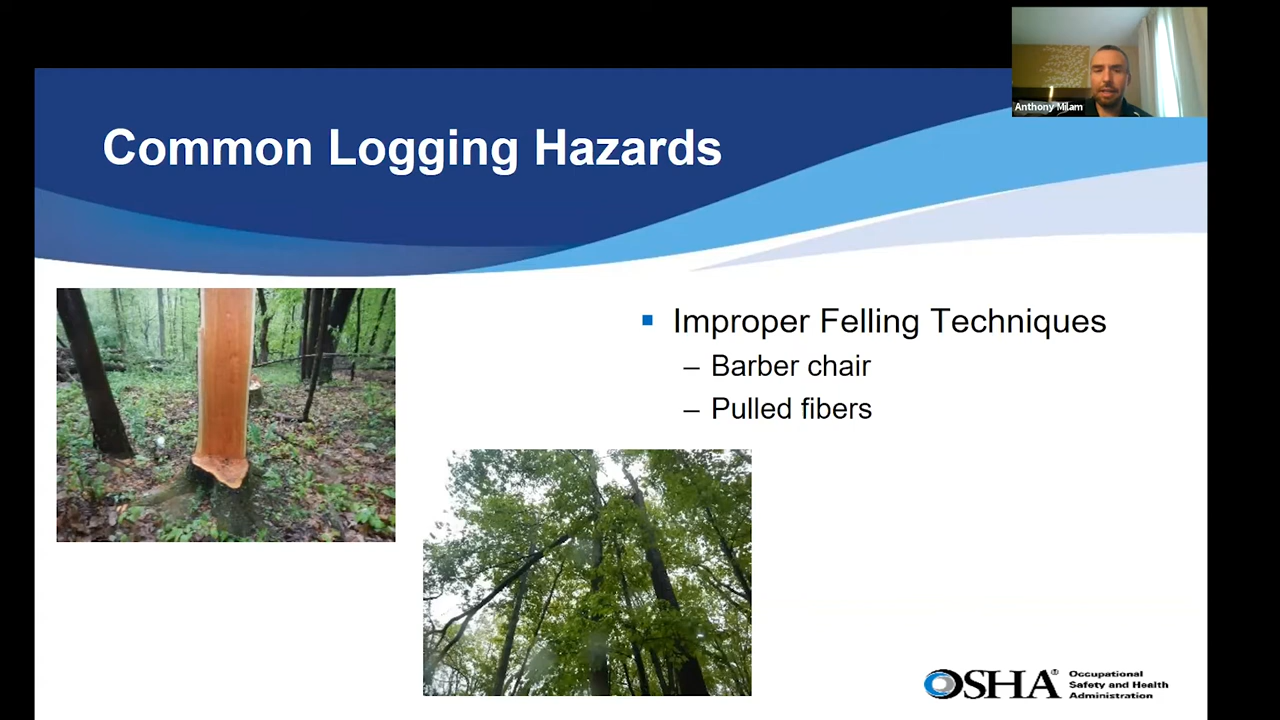 Anthony Milam
Common Logging Hazards
Improper Felling Techniques
– Barber chair
– Pulled fibers
OSHA® Occupational
Safety and Health
Administration